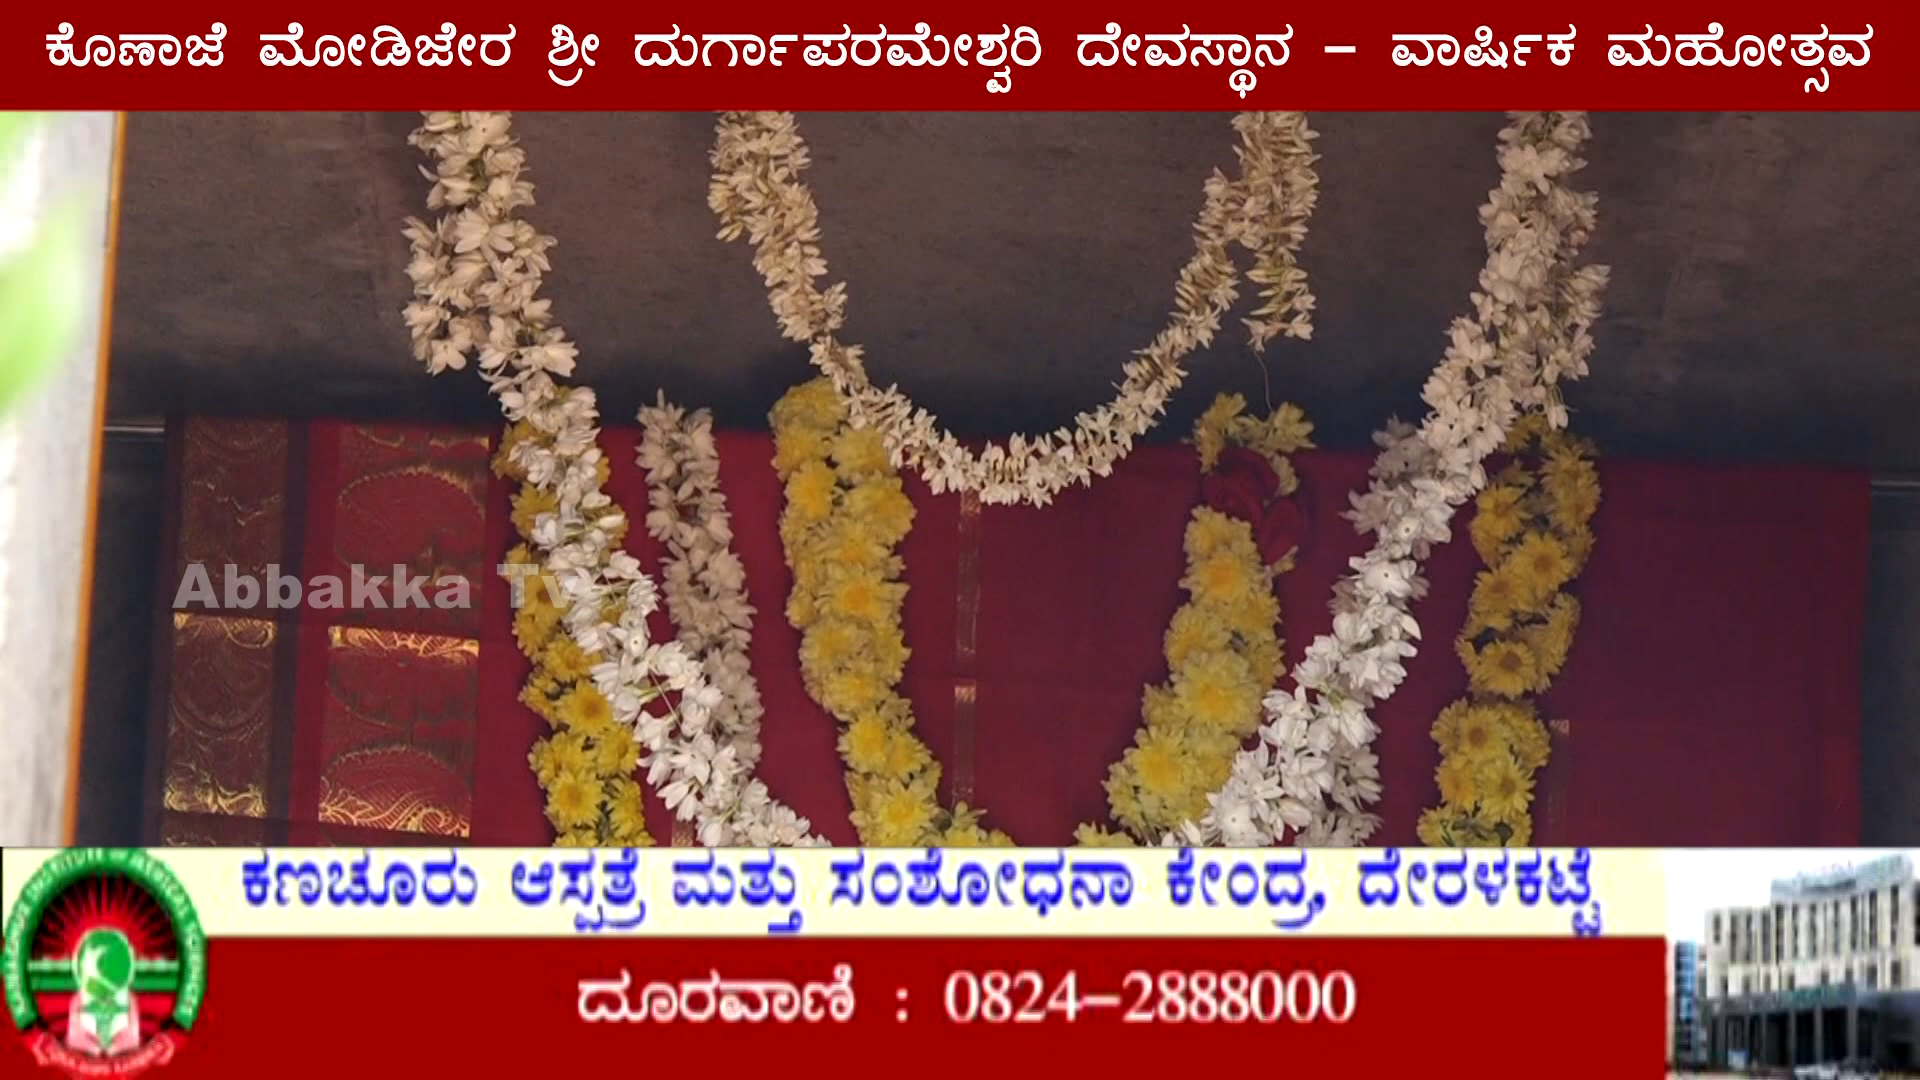 ಕೊಣಾಜೆ ಮೋಡಿಜೇರ ಶ್ರೀ ದುರ್ಗಾಪರಮೇಶ್ವರಿ ದೇವಸ್ಥಾನ – ವಾರ್ಷಿಕ ಮಹೋತ್ಸವ
Abbakka Tv
ಕಣಚೂರು ಆಸ್ಪತ್ರೆ ಮತ್ತು ಸಂಶೋಧನಾ ಕೇಂದ್ರ, ದೇರಳಕಟ್ಟೆ
ದೂರವಾಣಿ : 0824–2888000